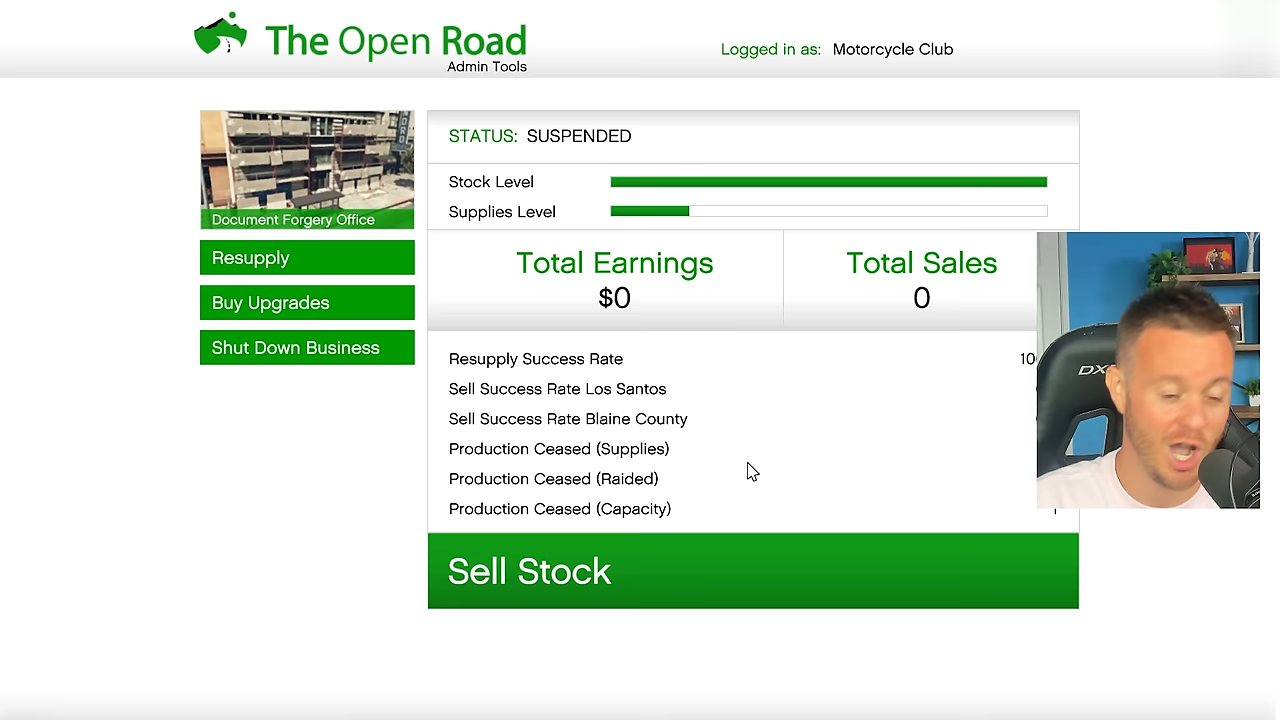 The Open Road
Admin Tools
Logged in as: Motorcycle Club
Document Forgery Office
Resupply
Buy Upgrades
Shut Down Business
STATUS: SUSPENDED
Stock Level
Supplies Level
Total Earnings
$0
Total Sales
0
Resupply Success Rate
Sell Success Rate Los Santos
Sell Success Rate Blaine County
Production Ceased (Supplies)
Production Ceased (Raided)
Production Ceased (Capacity)
Sell Stock